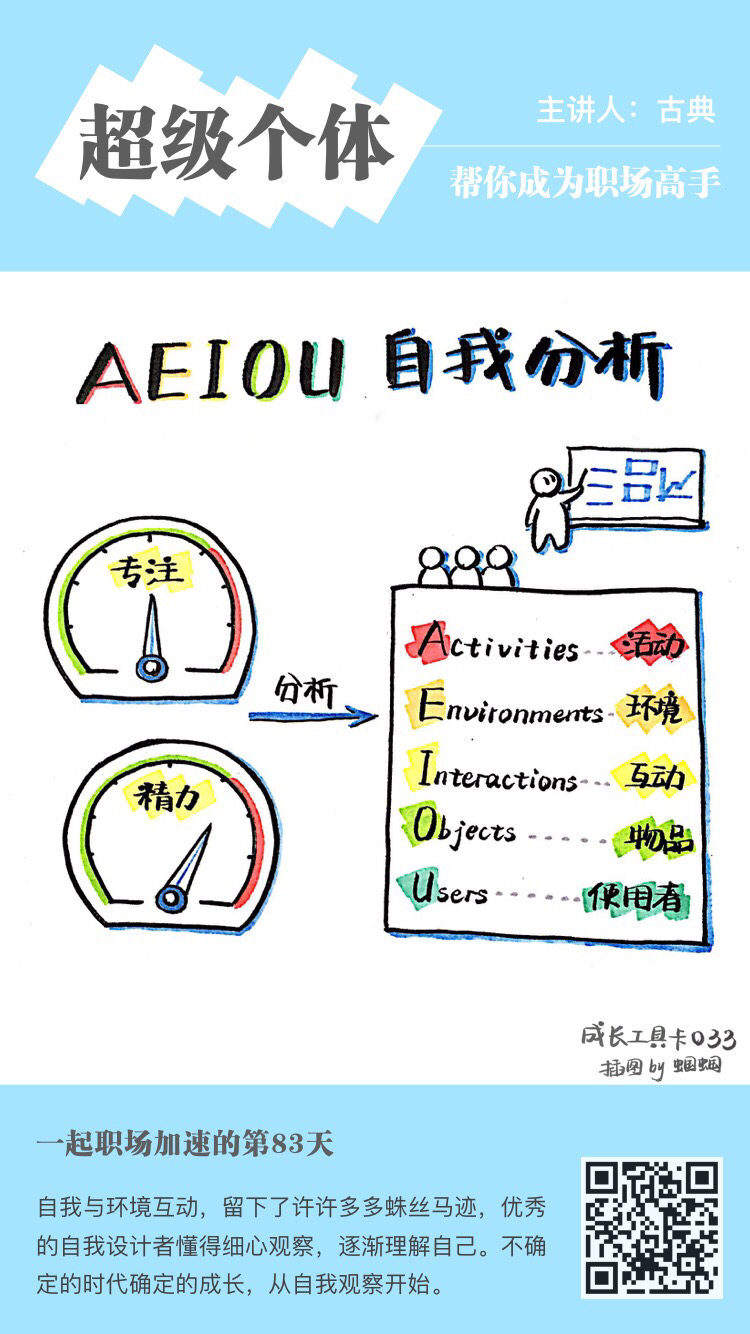 超级个体
主讲人：古典
帮你成为职场高手
AEIOU 自我分析
专注
分析
精力
Activities 活动
Environments 环境
Interactions 互动
Objects 物品
Users 使用者
成长工具卡033
插图by 蝈蝈
一起职场加速的第83天
自我与环境互动，留下了许许多多蛛丝马迹，优秀
的自我设计者懂得细心观察，逐渐理解自己。不确
定的时代确定的成长，从自我观察开始。